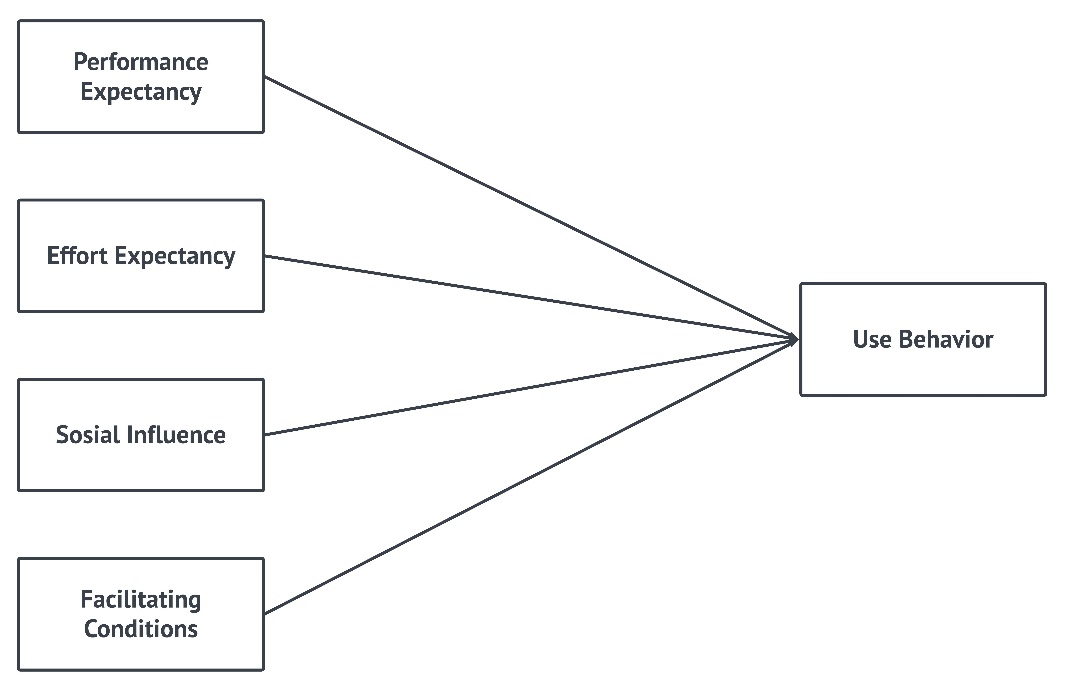 Performance
Expectancy
Effort Expectancy
Use Behavior
Sosial Influence
Facilitating
Conditions